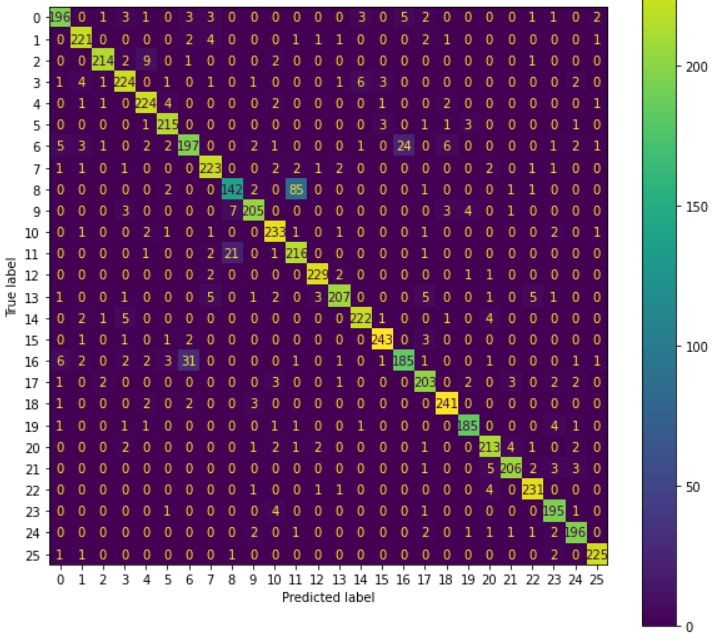 0 196 0 1 3 1 0 3 3 0 0 0 0 0 0 3 0 5 2 0 0 0 0 1 1 0 2
1 0 221 0 0 0 0 2 4 0 0 0 1 1 1 0 0 0 2 1 0 0 0 0 0 0 1
2 0 0 214 2 9 0 1 0 0 0 2 0 0 0 0 0 0 0 0 0 0 0 1 0 0 0
3 1 4 1 224 0 1 0 1 0 1 0 0 0 1 6 3 0 0 0 0 0 0 0 0 2 0
4 0 1 1 0 224 4 0 0 0 0 2 0 0 0 0 1 0 0 2 0 0 0 0 0 0 1
5 0 0 0 0 1 215 0 0 0 0 0 0 0 0 0 3 0 1 1 3 0 0 0 0 1 0
6 5 3 1 0 2 2 197 0 0 2 1 0 0 0 1 0 24 0 6 0 0 0 0 1 2 1
7 1 1 0 1 0 0 0 223 0 0 2 2 1 2 0 0 0 0 0 0 2 0 1 1 0 0
8 0 0 0 0 0 2 0 0 142 2 0 85 0 0 0 0 0 1 0 0 0 1 1 0 0 0
9 0 0 0 3 0 0 0 0 7 205 0 0 0 0 0 0 0 0 3 4 0 1 0 0 0 0
10 0 1 0 0 2 1 0 1 0 0 233 1 0 1 0 0 0 1 0 0 0 0 0 2 0 1
11 0 0 0 0 1 0 0 2 21 0 1 216 0 0 0 0 0 1 0 0 0 0 0 0 0 0
12 0 0 0 0 0 0 0 2 0 0 0 0 229 2 0 0 0 0 0 1 1 0 0 0 0 0
13 1 0 0 1 0 0 0 5 0 1 2 0 3 207 0 0 0 5 0 0 1 0 5 1 0 0
14 0 2 1 5 0 0 0 0 0 0 0 0 0 0 222 1 0 0 1 0 4 0 0 0 0 0
15 0 1 0 0 0 1 2 0 0 0 0 0 0 0 0 243 0 3 0 0 0 0 0 0 0 0
16 6 0 2 0 2 3 31 0 0 0 0 1 0 1 0 1 185 1 0 0 1 0 0 0 1 1
17 1 0 2 0 0 0 0 0 0 0 3 0 0 1 0 0 0 203 0 2 0 3 0 2 2 0
18 1 0 0 0 2 0 2 0 0 3 0 0 0 0 0 0 0 0 241 0 0 0 0 0 0 0
19 1 0 0 1 1 0 0 0 0 0 1 1 0 0 1 0 0 0 0 185 0 0 0 4 1 0
20 0 0 0 2 0 0 0 0 0 1 2 1 2 0 0 0 0 1 0 0 213 4 1 0 2 0
21 0 0 0 0 0 0 0 0 0 0 0 0 0 0 0 0 0 1 0 0 5 206 2 3 3 0
22 0 0 0 0 0 0 0 0 0 0 0 0 1 1 0 0 0 0 0 0 4 0 231 0 0 0
23 0 0 0 0 0 1 0 0 0 0 4 0 0 0 0 0 0 1 0 0 0 0 0 195 1 0
24 0 0 0 0 0 0 0 0 0 2 0 1 0 0 0 0 0 2 0 1 1 1 1 2 196 0
25 1 1 0 0 0 0 0 0 1 0 0 0 0 0 0 0 0 0 0 0 0 0 0 2 0 225
0 1 2 3 4 5 6 7 8 9 10 11 12 13 14 15 16 17 18 19 20 21 22 23 24 25
Predicted label
True label
200
150
100
50
0